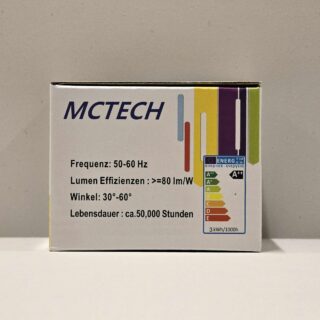 MCTECH
Frequenz: 50-60 Hz
Lumen Effizienzen : >=80 lm/W
Winkel: 30°-60°
Lebensdauer : ca.50,000 Stunden
ENERG
A++
A++
A+
A
B
C
D
E